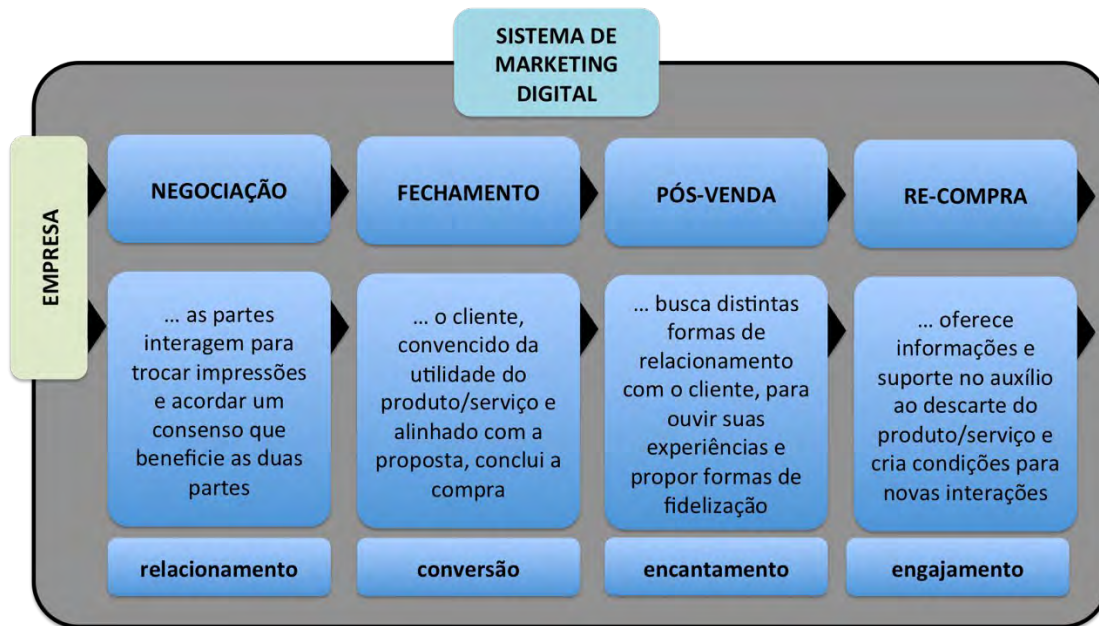 SISTEMA DE
MARKETING
DIGITAL
EMPRESA
NEGOCIAÇÃO
FECHAMENTO
PÓS-VENDA
RE-COMPRA
... as partes
interagem para
trocar impressões
e acordar um
consenso que
beneficie as duas
partes
... o cliente,
convencido da
utilidade do
produto/serviço e
alinhado com a
proposta, conclui a
compra
... busca distintas
formas de
relacionamento
com o cliente, para
ouvir suas
experiências e
propor formas de
fidelização
... oferece
informações e
suporte no auxílio
ao descarte do
produto/serviço e
cria condições para
novas interações
relacionamento
conversão
encantamento
engajamento